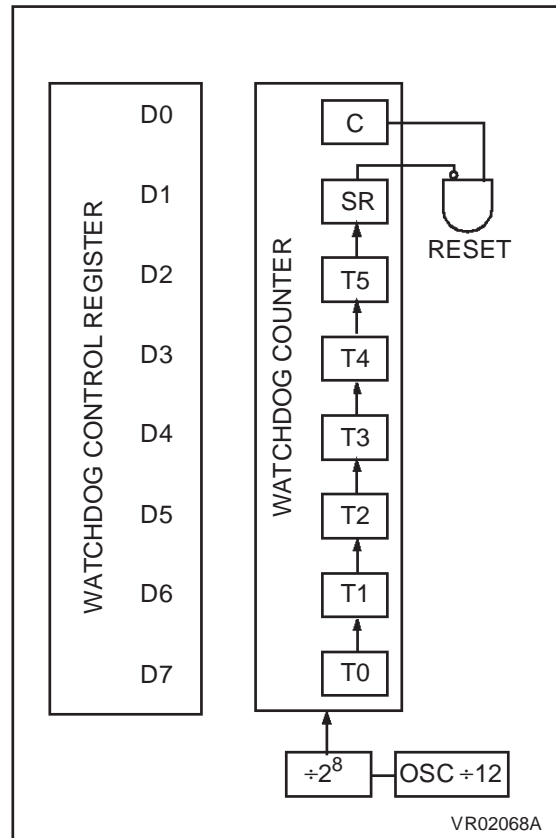 WATCHDOG CONTROL REGISTER
D0
D1
D2
D3
D4
D5
D6
D7
WATCHDOG COUNTER
C
SR
T5
T4
T3
T2
T1
T0
RESET
÷2⁸
OSC ÷12
VR02068A